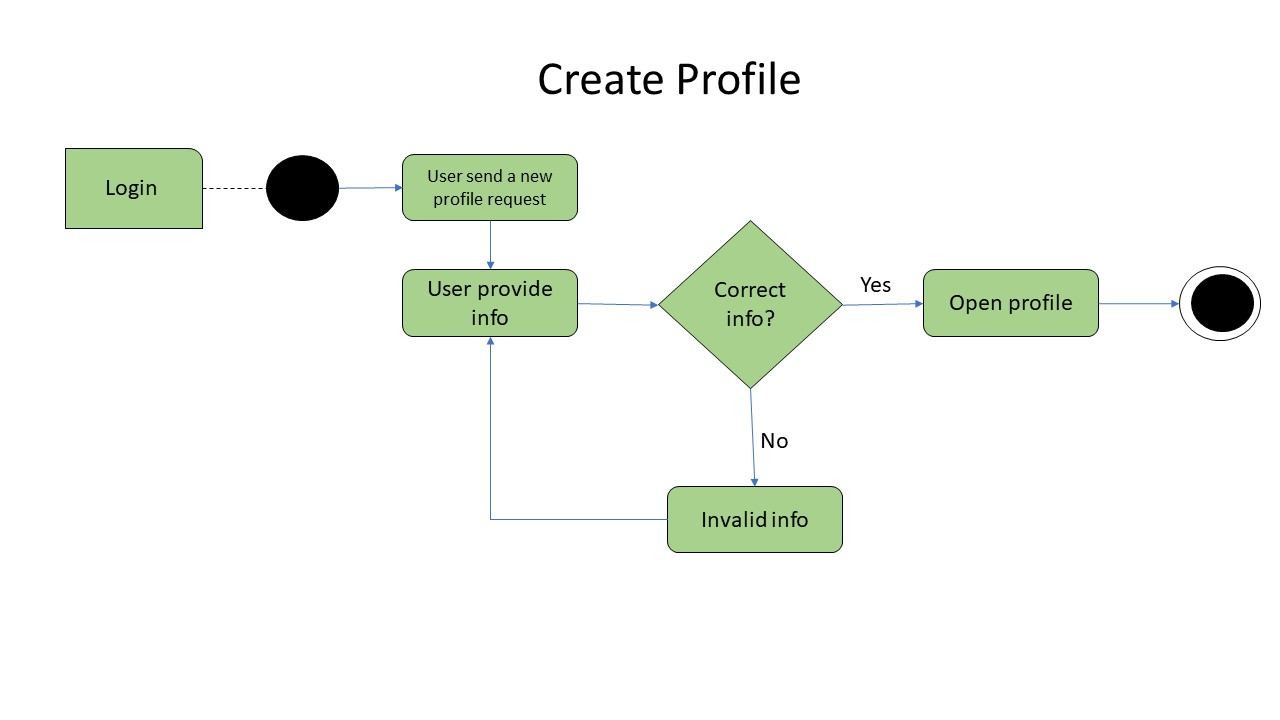 Create Profile
Login
User send a new
profile request
User provide
info
Correct
info?
Yes
Open profile
No
Invalid info